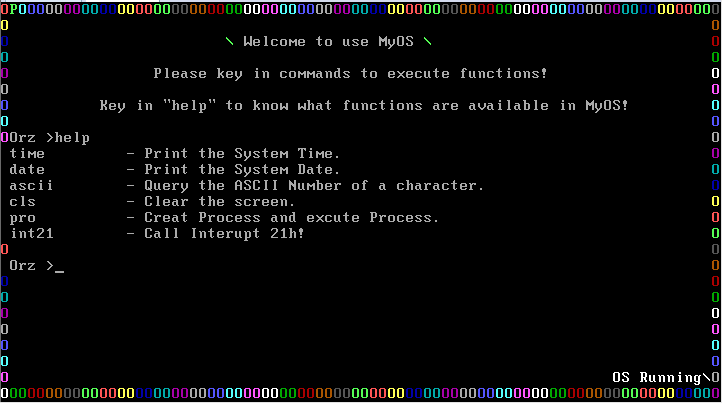 \ Welcome to use MyOS \
Please key in commands to execute functions!
Key in "help" to know what functions are available in MyOS!
Orz >help
time - Print the System Time.
date - Print the System Date.
ascii - Query the ASCII Number of a character.
cls - Clear the screen.
pro - Creat Process and excute Process.
int21 - Call Interupt 21h!
Orz >_
OS Running\